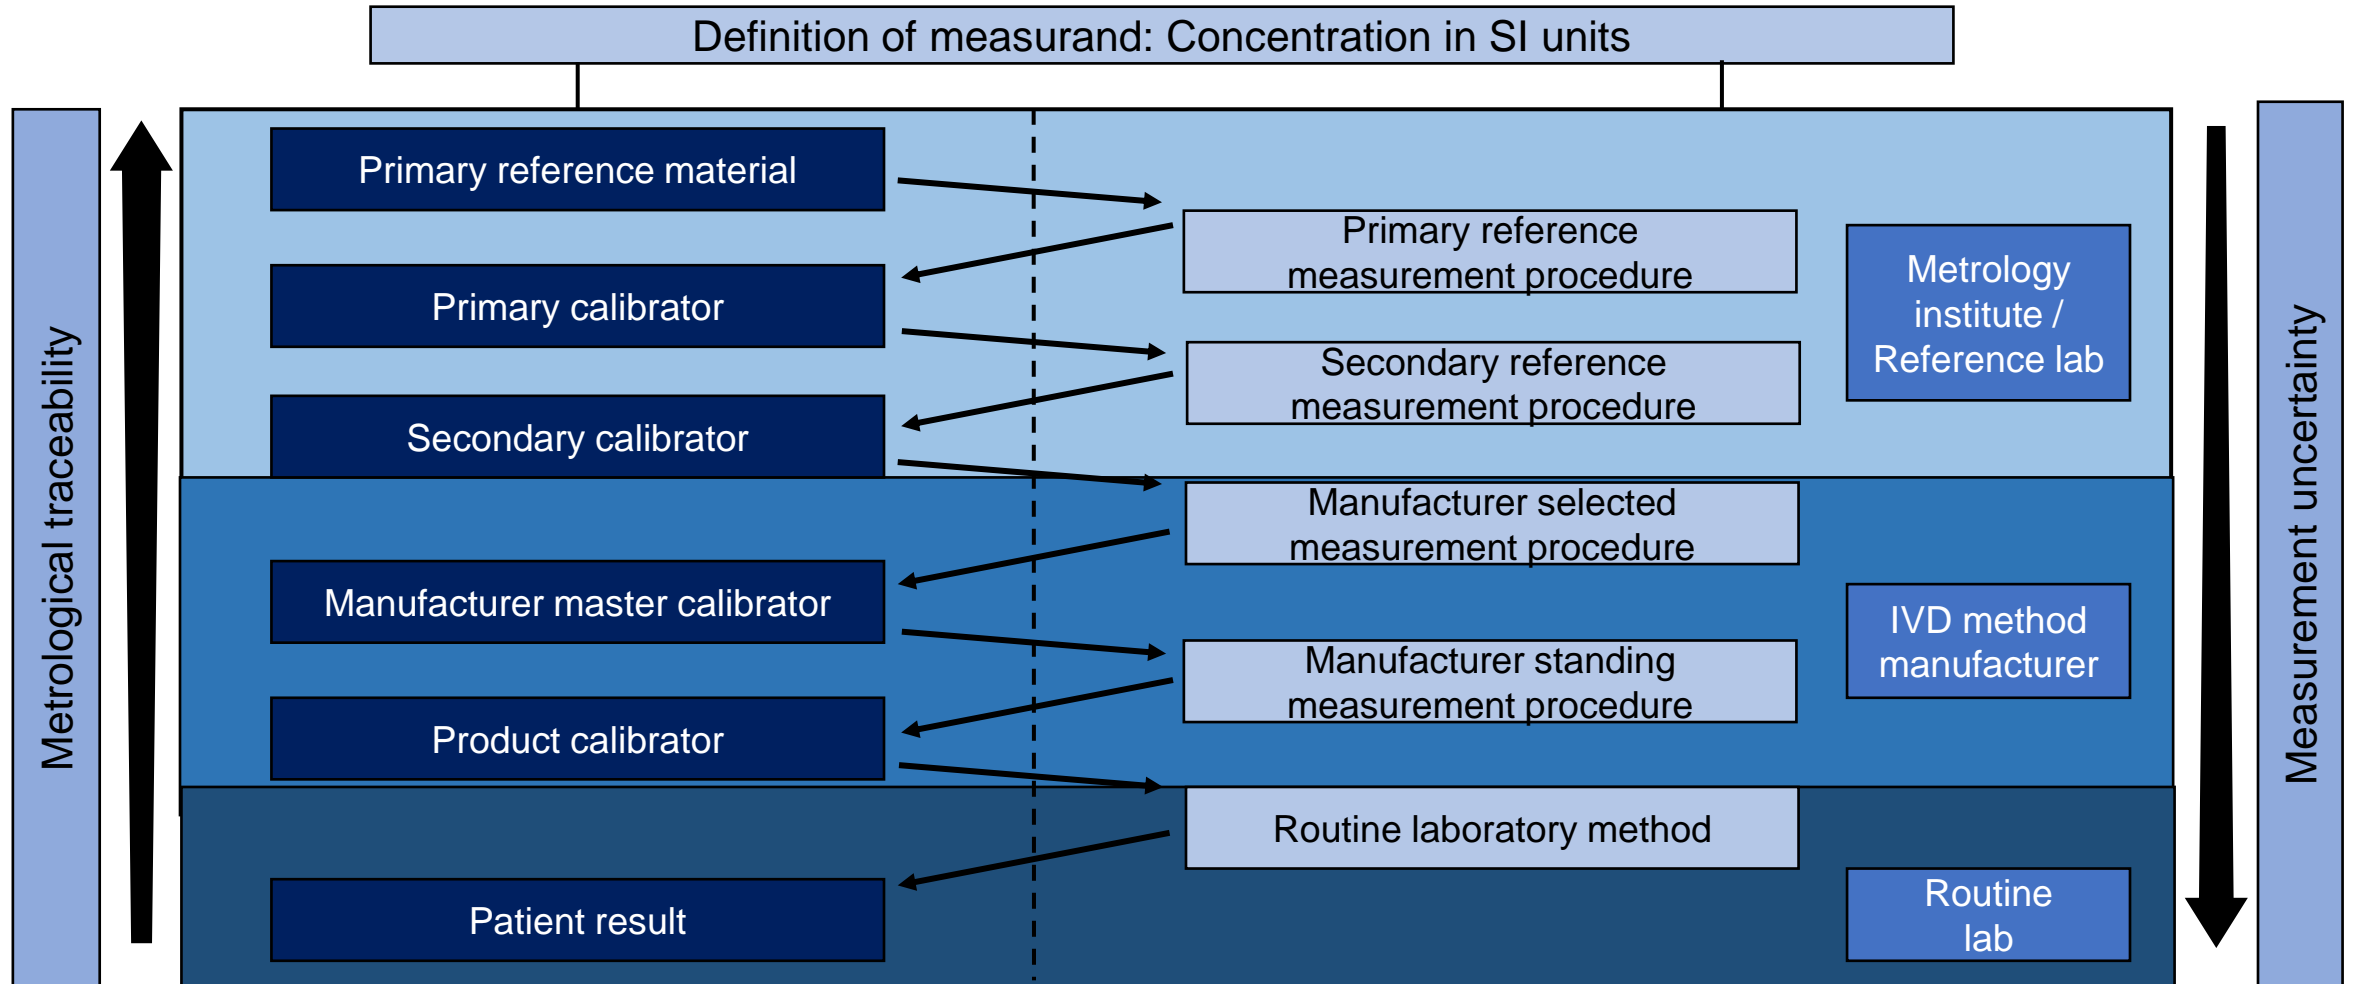 Definition of measurand: Concentration in SI units
Metrological traceability
Primary reference material
Primary reference
measurement procedure
Primary calibrator
Secondary reference
measurement procedure
Secondary calibrator
Metrology
institute /
Reference lab
Manufacturer selected
measurement procedure
Manufacturer master calibrator
Manufacturer standing
measurement procedure
Product calibrator
IVD method
manufacturer
Routine laboratory method
Patient result
Routine
lab
Measurement uncertainty